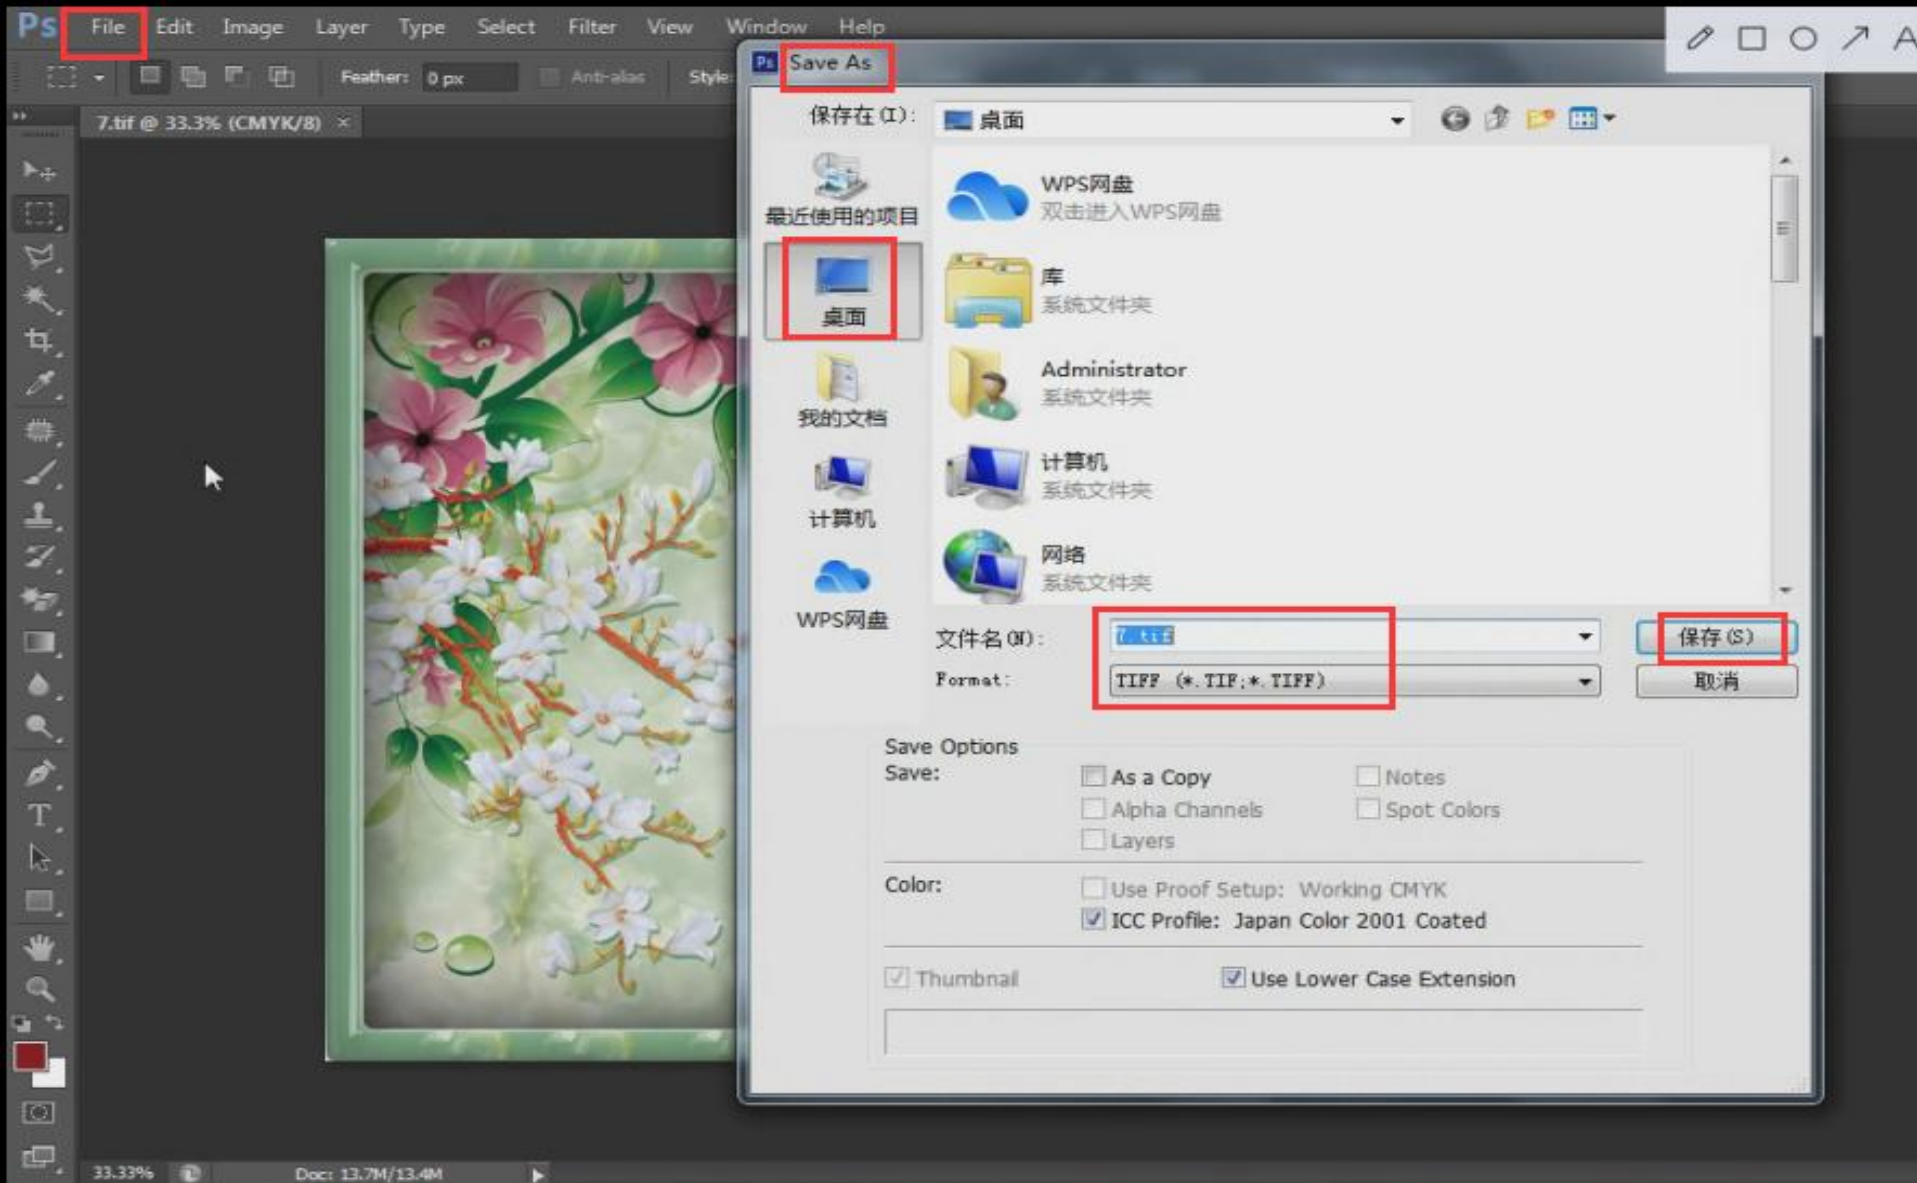 Ps File Edit Image Layer Type Select Filter View Window Help
Feather: 0 px Anti-alias Style:
7.tif @ 33.3% (CMYK/8) ×
Ps Save As
保存在(I): 桌面
最近使用的项目
桌面
我的文档
计算机
WPS网盘
WPS网盘
双击进入WPS网盘
库
系统文件夹
Administrator
系统文件夹
计算机
系统文件夹
网络
系统文件夹
文件名(N): 7.tif 保存(S)
Format: TIFF (*.TIF;*.TIFF) 取消
Save Options
Save: As a Copy Notes
Alpha Channels Spot Colors
Layers
Color: Use Proof Setup: Working CMYK
ICC Profile: Japan Color 2001 Coated
Thumbnail Use Lower Case Extension
33.33% Doc: 13.7M/13.4M